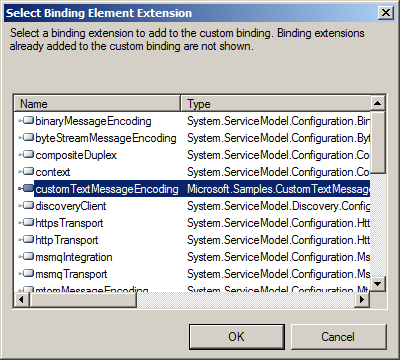 Select Binding Element Extension
Select a binding extension to add to the custom binding. Binding extensions
already added to the custom binding are not shown.
Name Type
binaryMessageEncoding System.ServiceModel.Configuration.Bin
byteStreamMessageEncoding System.ServiceModel.Configuration.Byt
compositeDuplex System.ServiceModel.Configuration.Co
context System.ServiceModel.Configuration.Co
customTextMessageEncoding Microsoft.Samples.CustomTextMessage
discoveryClient System.ServiceModel.Discovery.Config
httpsTransport System.ServiceModel.Configuration.Htt
httpTransport System.ServiceModel.Configuration.Htt
msmqIntegration System.ServiceModel.Configuration.Ms
msmqTransport System.ServiceModel.Configuration.Ms
mtomMessageEncoding System.ServiceModel.Configuration.Mt
OK Cancel